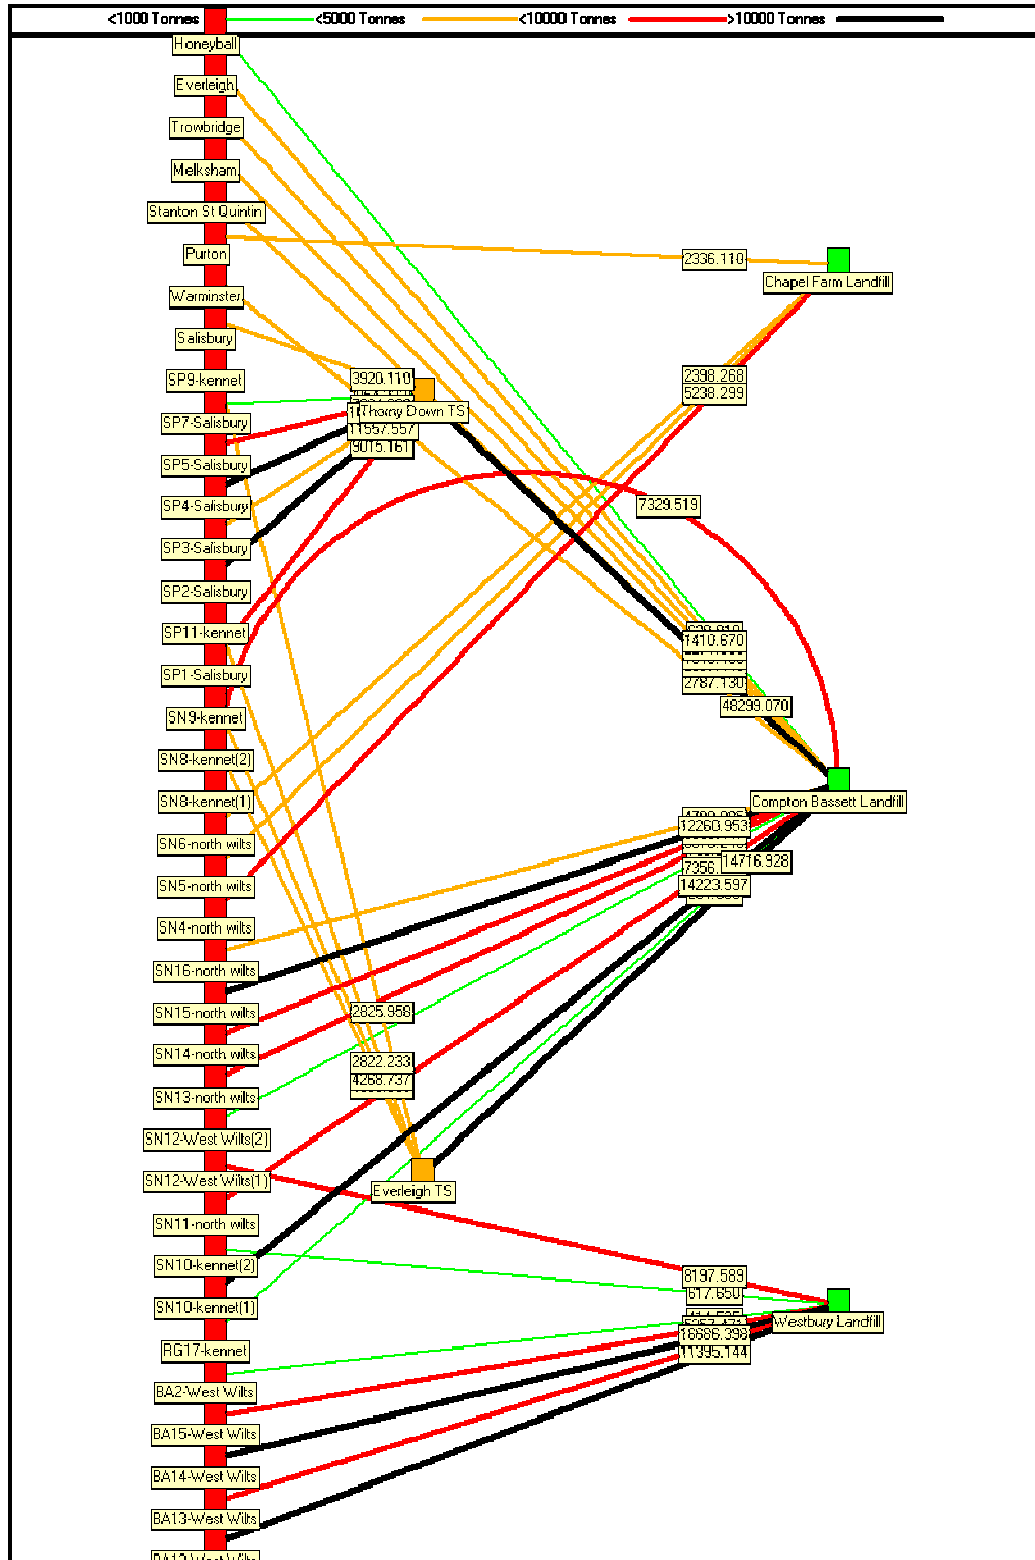 <1000 Tonnes <5000 Tonnes <10000 Tonnes >10000 Tonnes
Honeyball
Everleigh
Trowbridge
Melksham
Stanton St Quintin
Purton
2336.110
Chapel Farm Landfill
Warminster
Salisbury
SP9-kennet
3920.110
2398.268
5238.299
Thorny Down TS
SP7-Salisbury
11557.557
9015.161
SP5-Salisbury
SP4-Salisbury
7329.519
SP3-Salisbury
SP2-Salisbury
SP11-kennet
1410.670
SP1-Salisbury
2787.130
48299.070
SN9-kennet
SN8-kennet(2)
SN8-kennet(1)
Compton Bassett Landfill
12260.953
SN6-north wilts
14716.928
7356.
14223.597
SN5-north wilts
SN4-north wilts
SN16-north wilts
SN15-north wilts
2825.958
SN14-north wilts
2822.233
4268.737
SN13-north wilts
SN12-West Wilts(2)
SN12-West Wilts(1)
Everleigh TS
SN11-north wilts
SN10-kennet(2)
8197.589
617.650
SN10-kennet(1)
Westbury Landfill
16686.398
11395.144
RG17-kennet
BA2-West Wilts
BA15-West Wilts
BA14-West Wilts
BA13-West Wilts